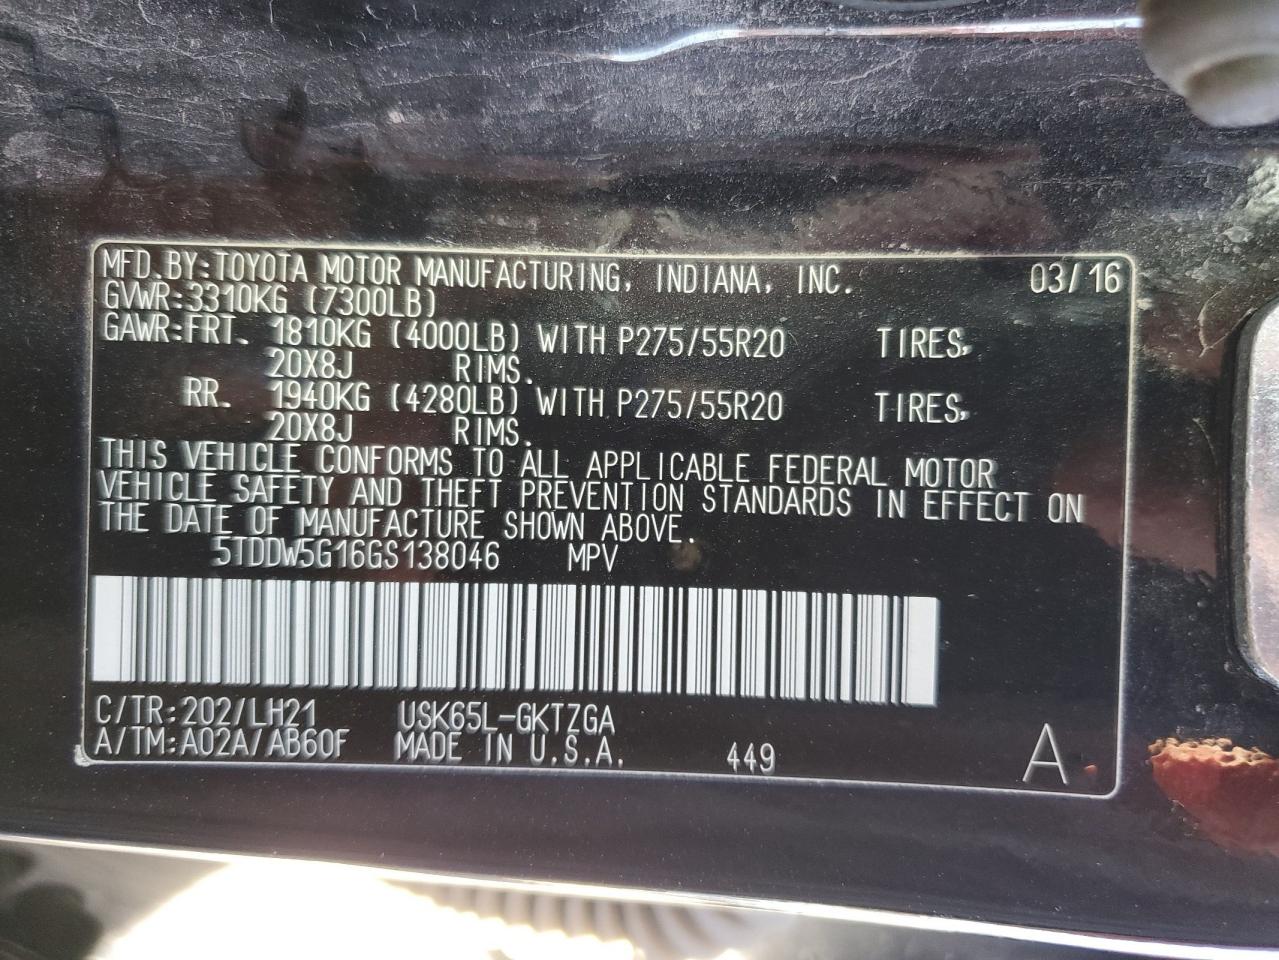 MFD.BY:TOYOTA MOTOR MANUFACTURING, INDIANA, INC. 03/16
GVWR:3310KG (7300LB)
GAWR:FRT. 1810KG (4000LB) WITH P275/55R20 TIRES,
20X8J RIMS.
RR. 1940KG (4280LB) WITH P275/55R20 TIRES,
20X8J RIMS.
THIS VEHICLE CONFORMS TO ALL APPLICABLE FEDERAL MOTOR
VEHICLE SAFETY AND THEFT PREVENTION STANDARDS IN EFFECT ON
THE DATE OF MANUFACTURE SHOWN ABOVE.
5TDDW5G16GS138046 MPV
C/TR:202/LH21 USK65L-GKTZGA
A/TM:A02A/AB60F MADE IN U.S.A. 449 A